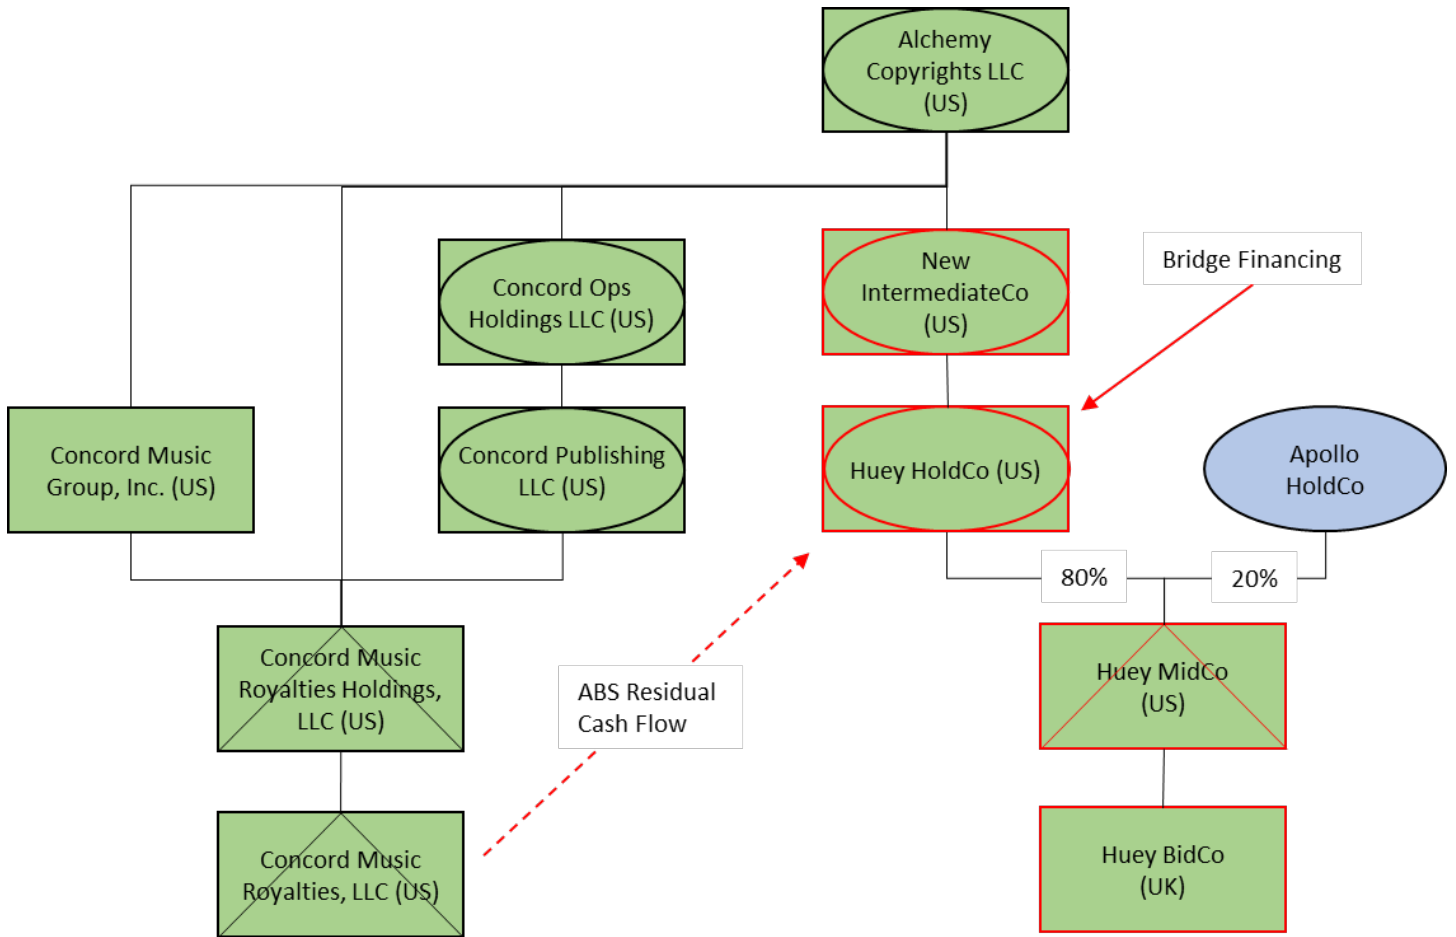 Alchemy
Copyrights LLC
(US)
New
IntermediateCo
(US)
Bridge Financing
Concord Ops
Holdings LLC (US)
Concord Music
Group, Inc. (US)
Concord Publishing
LLC (US)
Huey HoldCo (US)
Apollo
HoldCo
80%
20%
Concord Music
Royalties Holdings,
LLC (US)
ABS Residual
Cash Flow
Huey MidCo
(US)
Concord Music
Royalties, LLC (US)
Huey BidCo
(UK)